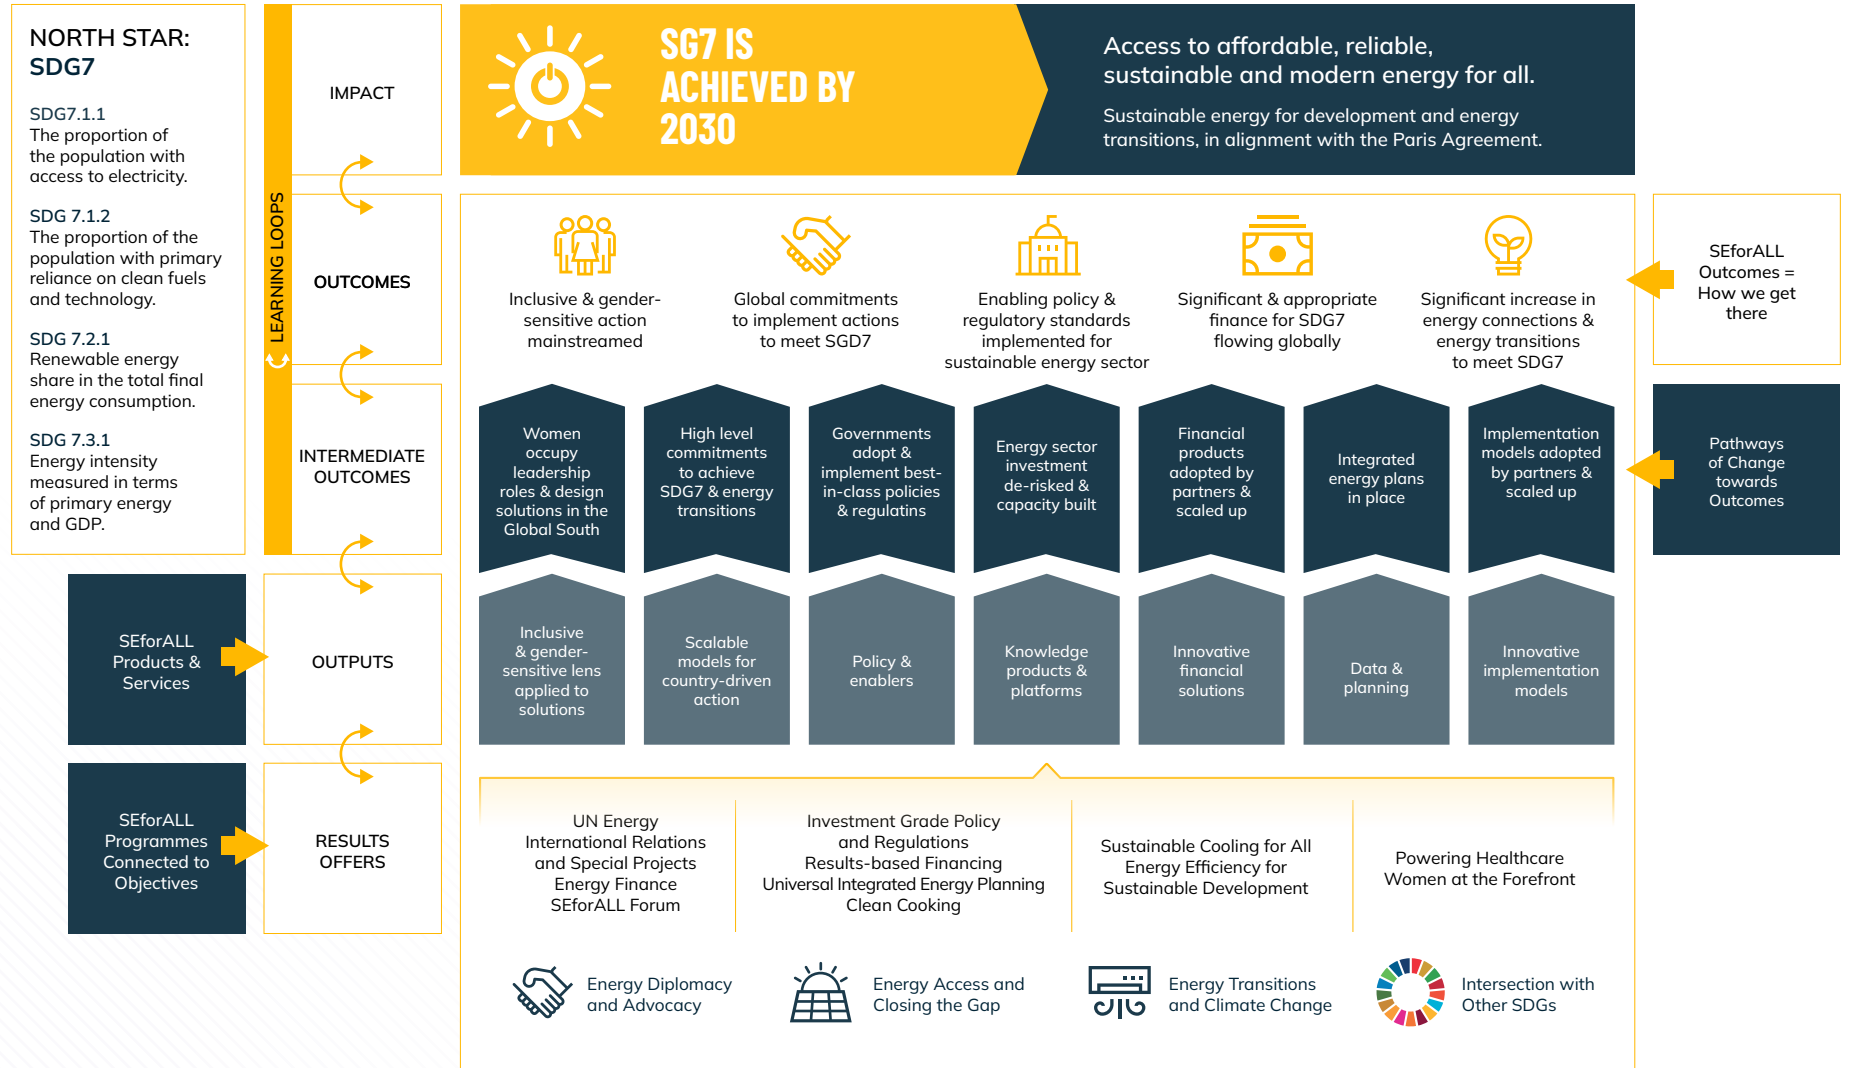 NORTH STAR:
SDG7
SDG7.1.1
The proportion of
the population with
access to electricity.
SDG 7.1.2
The proportion of the
population with primary
reliance on clean fuels
and technology.
SDG 7.2.1
Renewable energy
share in the total final
energy consumption.
SDG 7.3.1
Energy intensity
measured in terms
of primary energy
and GDP.
LEARNING LOOPS
IMPACT
SG7 IS
ACHIEVED BY
2030
Access to affordable, reliable,
sustainable and modern energy for all.
Sustainable energy for development and energy
transitions, in alignment with the Paris Agreement.
OUTCOMES
Inclusive & gender-
sensitive action
mainstreamed
Global commitments
to implement actions
to meet SGD7
Enabling policy &
regulatory standards
implemented for
sustainable energy sector
Significant & appropriate
finance for SDG7
flowing globally
Significant increase in
energy connections &
energy transitions
to meet SDG7
SEforALL
Outcomes =
How we get
there
INTERMEDIATE
OUTCOMES
Women
occupy
leadership
roles & design
solutions in the
Global South
High level
commitments
to achieve
SDG7 & energy
transitions
Governments
adopt &
implement best-
in-class policies
& regulatins
Energy sector
investment
de-risked &
capacity built
Financial
products
adopted by
partners &
scaled up
Integrated
energy plans
in place
Implementation
models adopted
by partners &
scaled up
Pathways
of Change
towards
Outcomes
SEforALL
Products &
Services
OUTPUTS
Inclusive
& gender-
sensitive lens
applied to
solutions
Scalable
models for
country-driven
action
Policy &
enablers
Knowledge
products &
platforms
Innovative
financial
solutions
Data &
planning
Innovative
implementation
models
SEforALL
Programmes
Connected to
Objectives
RESULTS
OFFERS
UN Energy
International Relations
and Special Projects
Energy Finance
SEforALL Forum
Investment Grade Policy
and Regulations
Results-based Financing
Universal Integrated Energy Planning
Clean Cooking
Sustainable Cooling for All
Energy Efficiency for
Sustainable Development
Powering Healthcare
Women at the Forefront
Energy Diplomacy
and Advocacy
Energy Access and
Closing the Gap
Energy Transitions
and Climate Change
Intersection with
Other SDGs